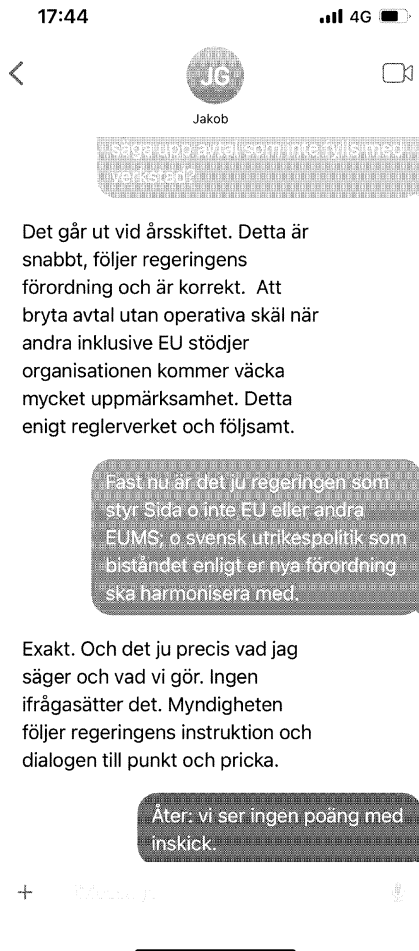 17:44
4G
JG
Jakob
säga upp avtal som inte fylls med
verkstad?
Det går ut vid årsskiftet. Detta är
snabbt, följer regeringens
förordning och är korrekt.  Att
bryta avtal utan operativa skäl när
andra inklusive EU stödjer
organisationen kommer väcka
mycket uppmärksamhet. Detta
enigt reglerverket och följsamt.
Fast nu är det ju regeringen som
styr Sida o inte EU eller andra
EUMS; o svensk utrikespolitik som
biståndet enligt er nya förordning
ska harmonisera med.
Exakt. Och det ju precis vad jag
säger och vad vi gör. Ingen
ifrågasätter det. Myndigheten
följer regeringens instruktion och
dialogen till punkt och pricka.
Åter: vi ser ingen poäng med
inskick.